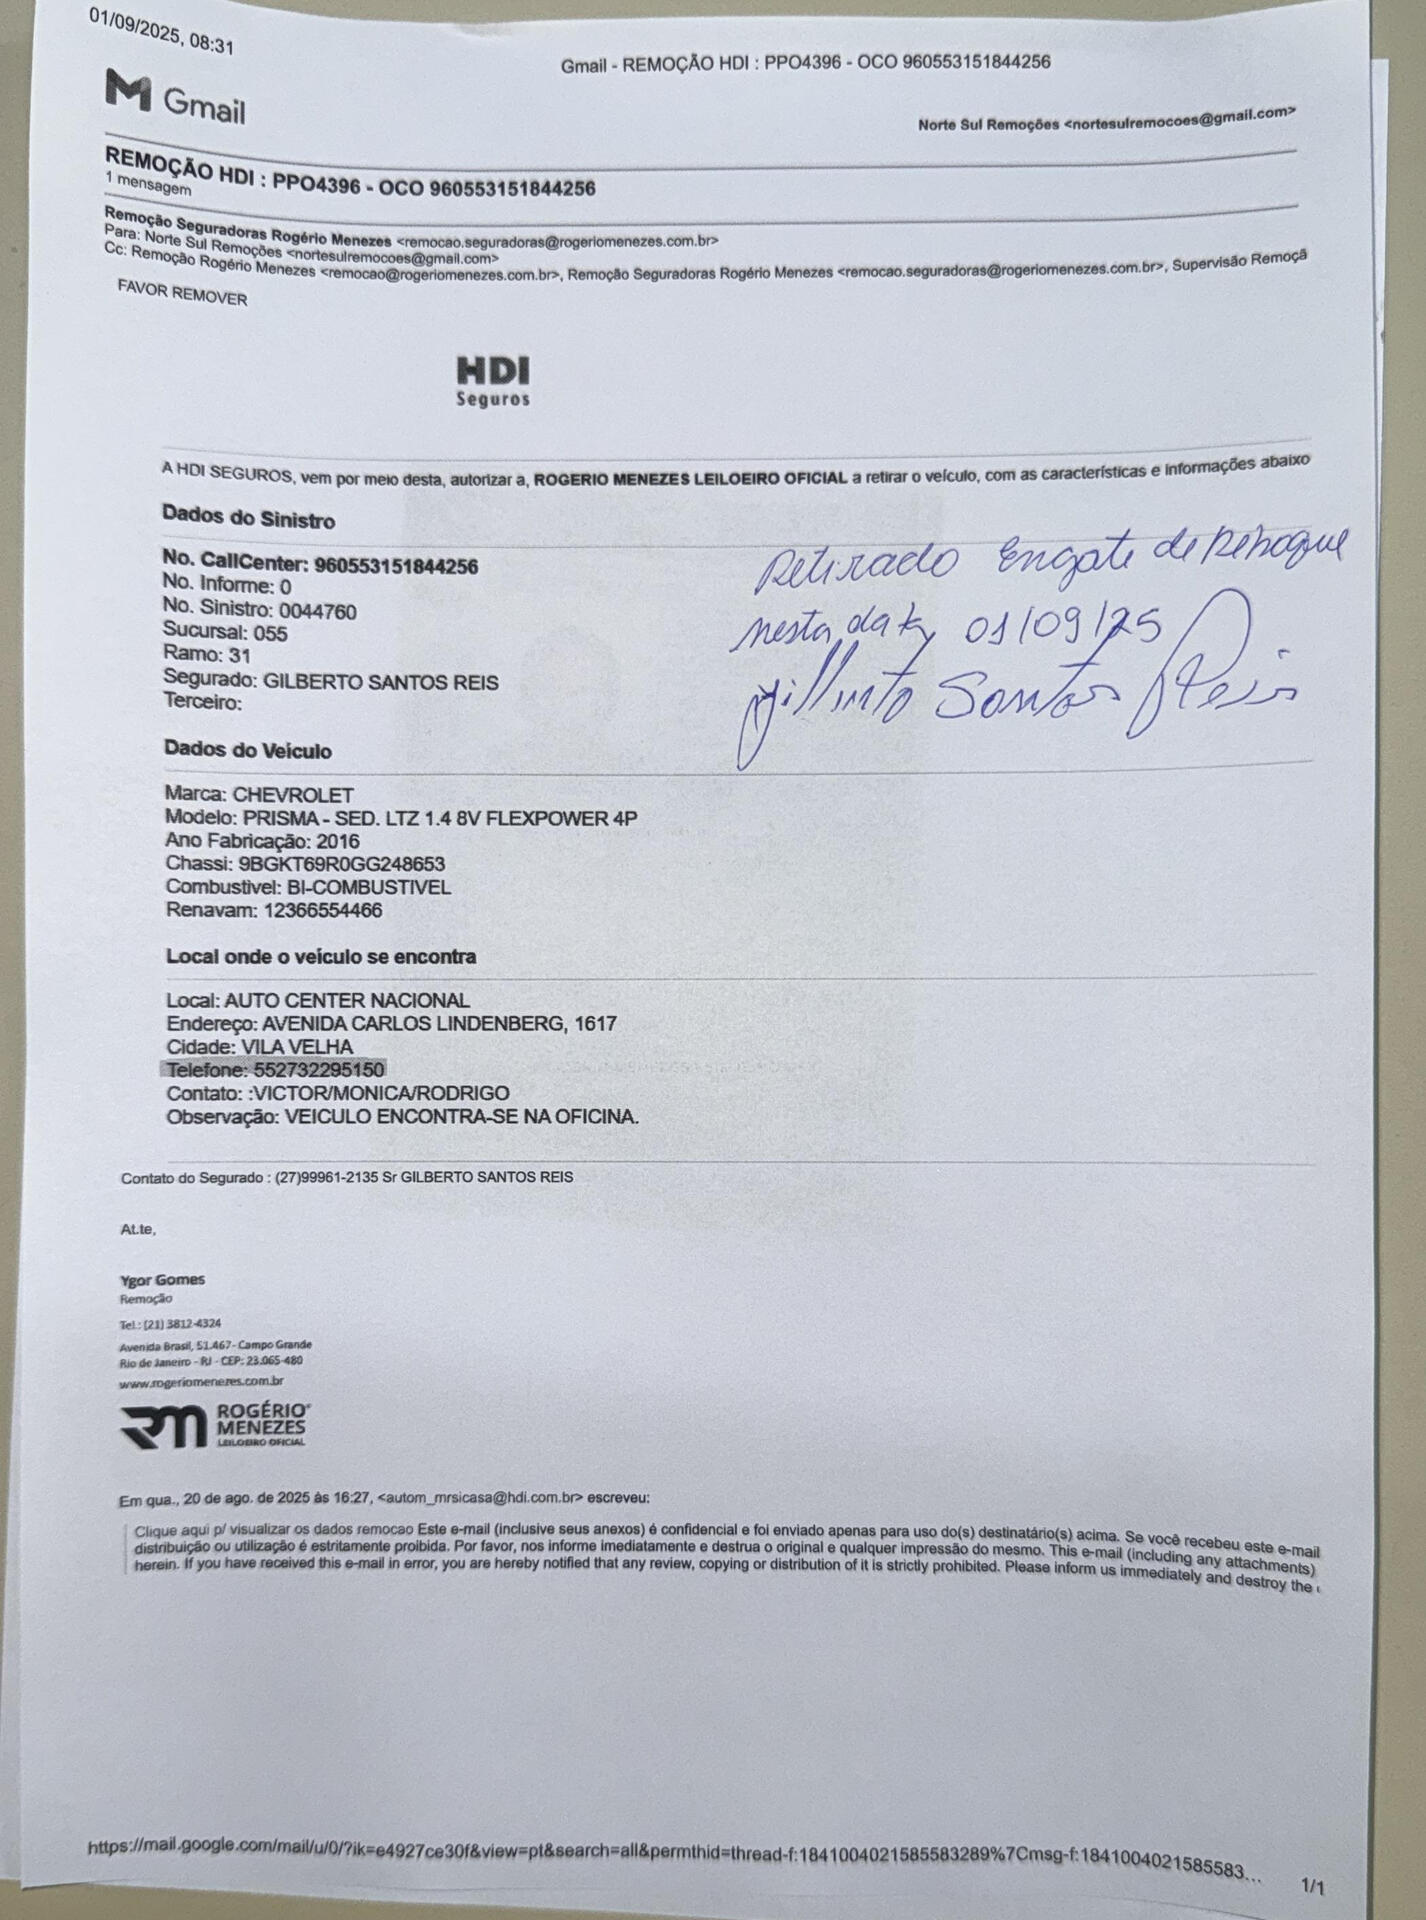 01/09/2025, 08:31
Gmail - REMOÇÃO HDI : PPO4396 - OCO 960553151844256
Gmail
Norte Sul Remoções <nortesulremocoes@gmail.com>
REMOÇÃO HDI : PPO4396 - OCO 960553151844256
1 mensagem
Remoção Seguradoras Rogério Menezes <remocao.seguradoras@rogeriomenezes.com.br>
Para: Norte Sul Remoções <nortesulremocoes@gmail.com>
Cc: Remoção Rogério Menezes <remocao@rogeriomenezes.com.br>, Remoção Seguradoras Rogério Menezes <remocao.seguradoras@rogeriomenezes.com.br>, Supervisão Remoçã
FAVOR REMOVER
HDI
Seguros
A HDI SEGUROS, vem por meio desta, autorizar a, ROGERIO MENEZES LEILOEIRO OFICIAL a retirar o veículo, com as características e informações abaixo
Dados do Sinistro
No. CallCenter: 960553151844256
No. Informe: 0
No. Sinistro: 0044760
Sucursal: 055
Ramo: 31
Segurado: GILBERTO SANTOS REIS
Terceiro:
Retirado Engate de Rehoque
nesta data 01/09/25
Gilberto Santos Reis
Dados do Veículo
Marca: CHEVROLET
Modelo: PRISMA - SED. LTZ 1.4 8V FLEXPOWER 4P
Ano Fabricação: 2016
Chassi: 9BGKT69R0GG248653
Combustivel: BI-COMBUSTIVEL
Renavam: 12366554466
Local onde o veículo se encontra
Local: AUTO CENTER NACIONAL
Endereço: AVENIDA CARLOS LINDENBERG, 1617
Cidade: VILA VELHA
Telefone: 552732295150
Contato: :VICTOR/MONICA/RODRIGO
Observação: VEICULO ENCONTRA-SE NA OFICINA.
Contato do Segurado : (27)99961-2135 Sr GILBERTO SANTOS REIS
At.te,
Ygor Gomes
Remoção
Tel.: (21) 3812-4324
Avenida Brasil, 51.467- Campo Grande
Rio de Janeiro - RJ - CEP: 23.065-480
www.rogeriomenezes.com.br
ROGÉRIO
MENEZES
LEILOEIRO OFICIAL
Em qua., 20 de ago. de 2025 às 16:27, <autom_mrsicasa@hdi.com.br> escreveu:
Clique aqui p/ visualizar os dados remocao Este e-mail (inclusive seus anexos) é confidencial e foi enviado apenas para uso do(s) destinatário(s) acima. Se você recebeu este e-mail
distribuição ou utilização é estritamente proibida. Por favor, nos informe imediatamente e destrua o original e qualquer impressão do mesmo. This e-mail (including any attachments)
herein. If you have received this e-mail in error, you are hereby notified that any review, copying or distribution of it is strictly prohibited. Please inform us immediately and destroy the
https://mail.google.com/mail/u/0/?ik=e4927ce30f&view=pt&search=all&permthid=thread-f:1841004021585583289%7Cmsg-f:1841004021585583...
1/1